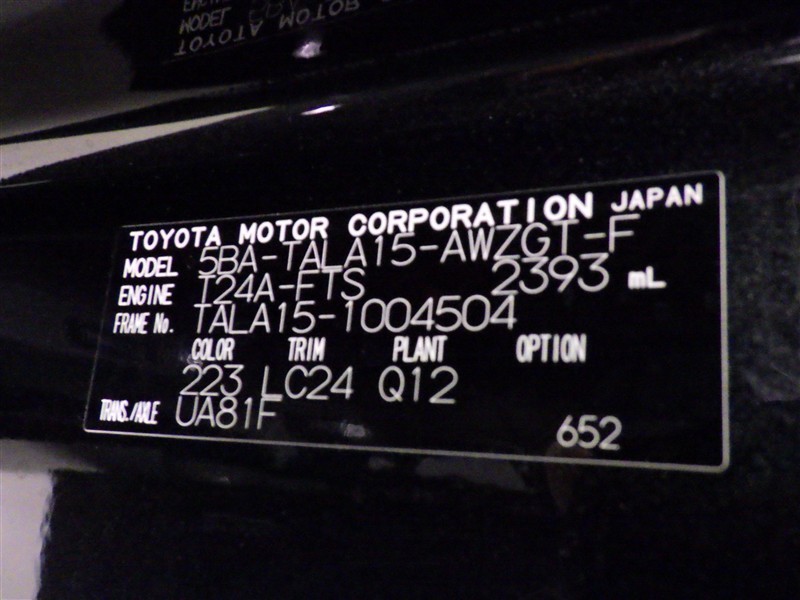 TOYOTA MOTOR CORPORATION JAPAN
MODEL 5BA-TALA15-AWZGT-F
ENGINE T24A-FTS 2393 mL
FRAME No. TALA15-1004504
COLOR TRIM PLANT OPTION
223 LC24 Q12
TRANS./AXLE UA81F
652